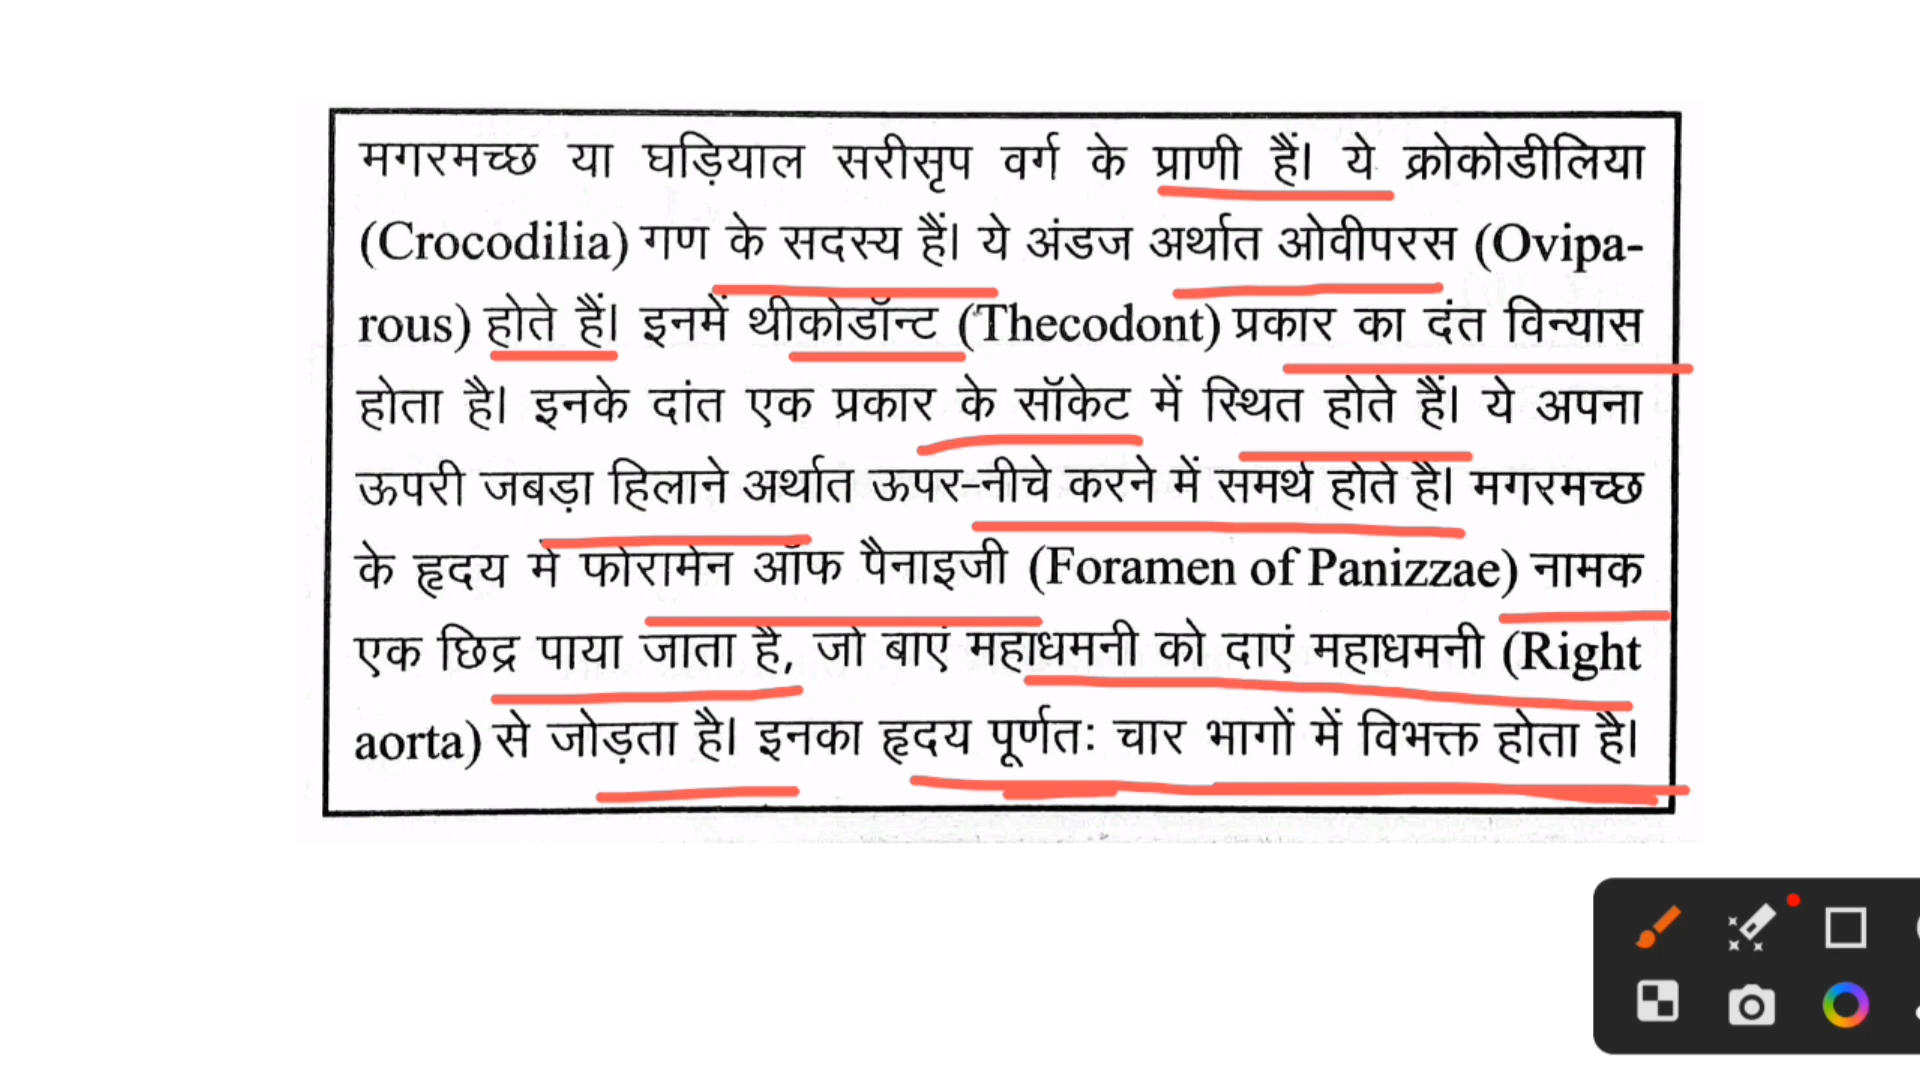 मगरमच्छ या घड़ियाल सरीसृप वर्ग के प्राणी हैं। ये क्रोकोडीलिया
(Crocodilia) गण के सदस्य हैं। ये अंडज अर्थात ओवीपरस (Ovipa-
rous) होते हैं। इनमें थीकोडॉन्ट (Thecodont) प्रकार का दंत विन्यास
होता है। इनके दांत एक प्रकार के सॉकेट में स्थित होते हैं। ये अपना
ऊपरी जबड़ा हिलाने अर्थात ऊपर-नीचे करने में समर्थ होते है। मगरमच्छ
के हृदय में फोरामेन ऑफ पैनाइजी (Foramen of Panizzae) नामक
एक छिद्र पाया जाता है, जो बाएं महाधमनी को दाएं महाधमनी (Right
aorta) से जोड़ता है। इनका हृदय पूर्णतः चार भागों में विभक्त होता है।